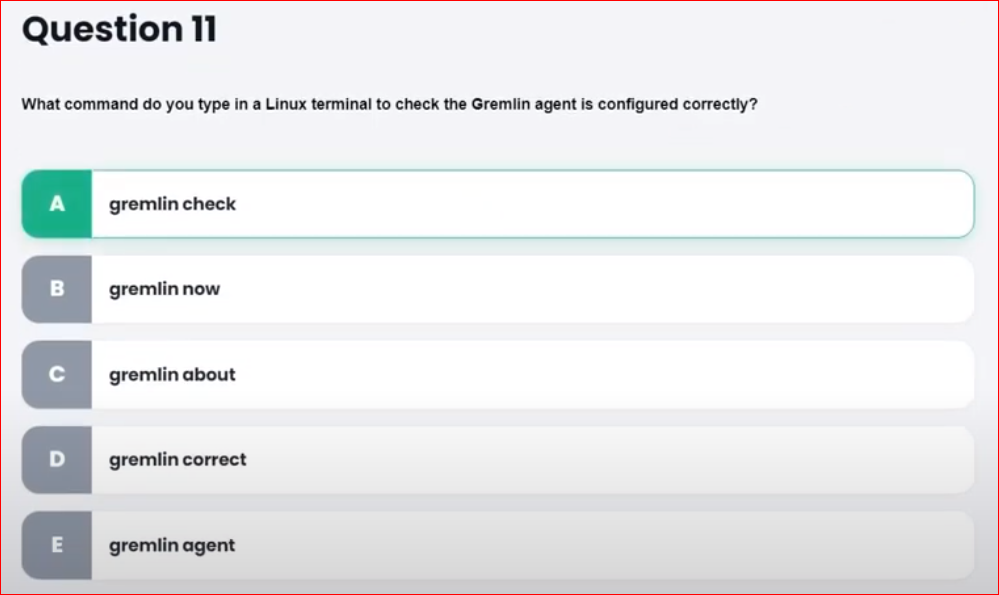 Question 11
What command do you type in a Linux terminal to check the Gremlin agent is configured correctly?
A gremlin check
B gremlin now
C gremlin about
D gremlin correct
E gremlin agent